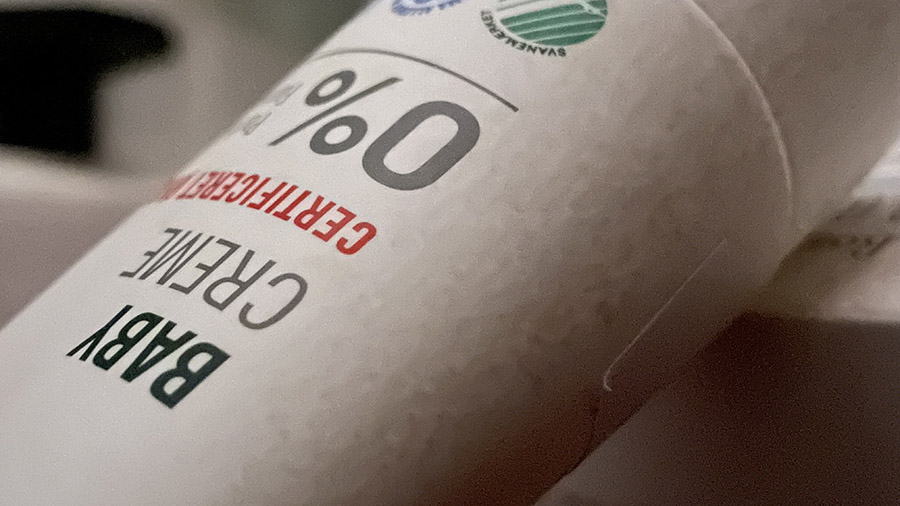 BABY
CREME
CERTIFICERET
0%
SVANEMÆRKET